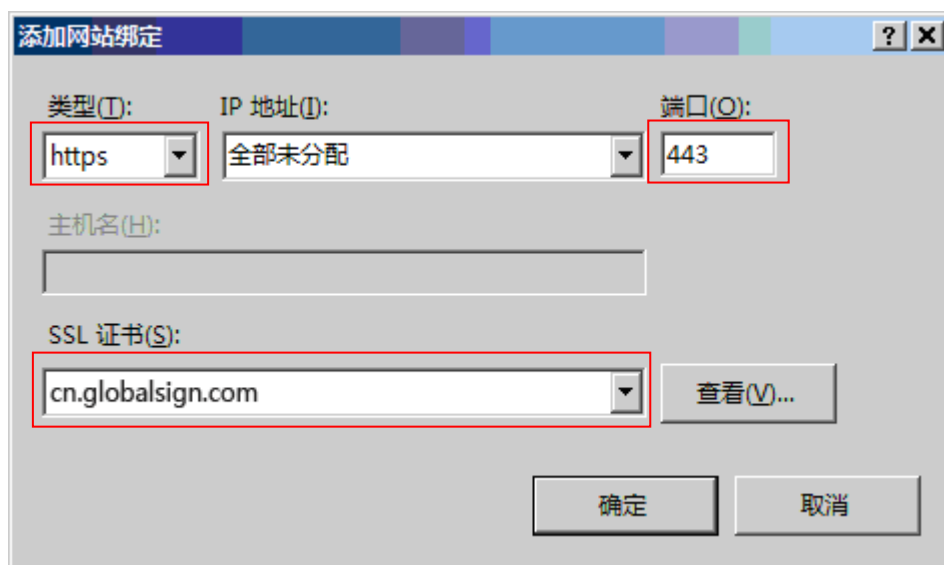 添加网站绑定
类型(T): IP 地址(I): 端口(O):
https 全部未分配 443
主机名(H):
SSL 证书(S):
cn.globalsign.com 查看(V)...
确定 取消